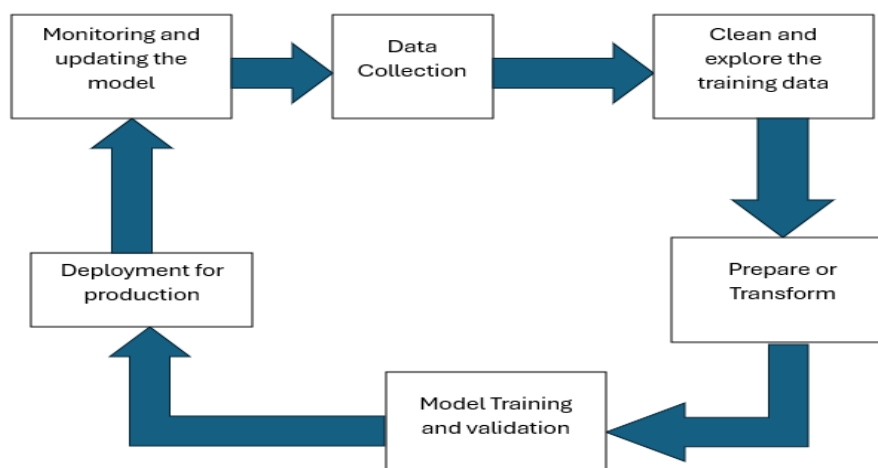 Monitoring and
updating the
model
Data
Collection
Clean and
explore the
training data
Prepare or
Transform
Model Training
and validation
Deployment for
production